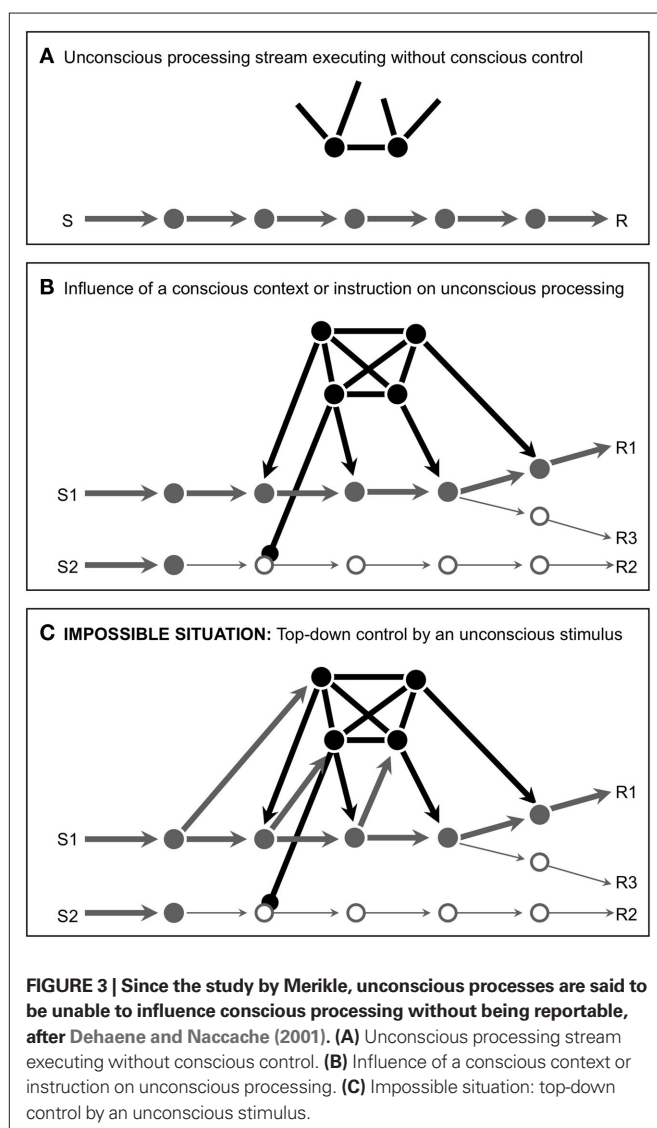 A Unconscious processing stream executing without conscious control
S
R
B Influence of a conscious context or instruction on unconscious processing
R1
S1
R3
S2
R2
C IMPOSSIBLE SITUATION: Top-down control by an unconscious stimulus
R1
S1
R3
S2
R2
FIGURE 3 | Since the study by Merikle, unconscious processes are said to
be unable to influence conscious processing without being reportable,
after Dehaene and Naccache (2001). (A) Unconscious processing stream
executing without conscious control. (B) Influence of a conscious context or
instruction on unconscious processing. (C) Impossible situation: top-down
control by an unconscious stimulus.